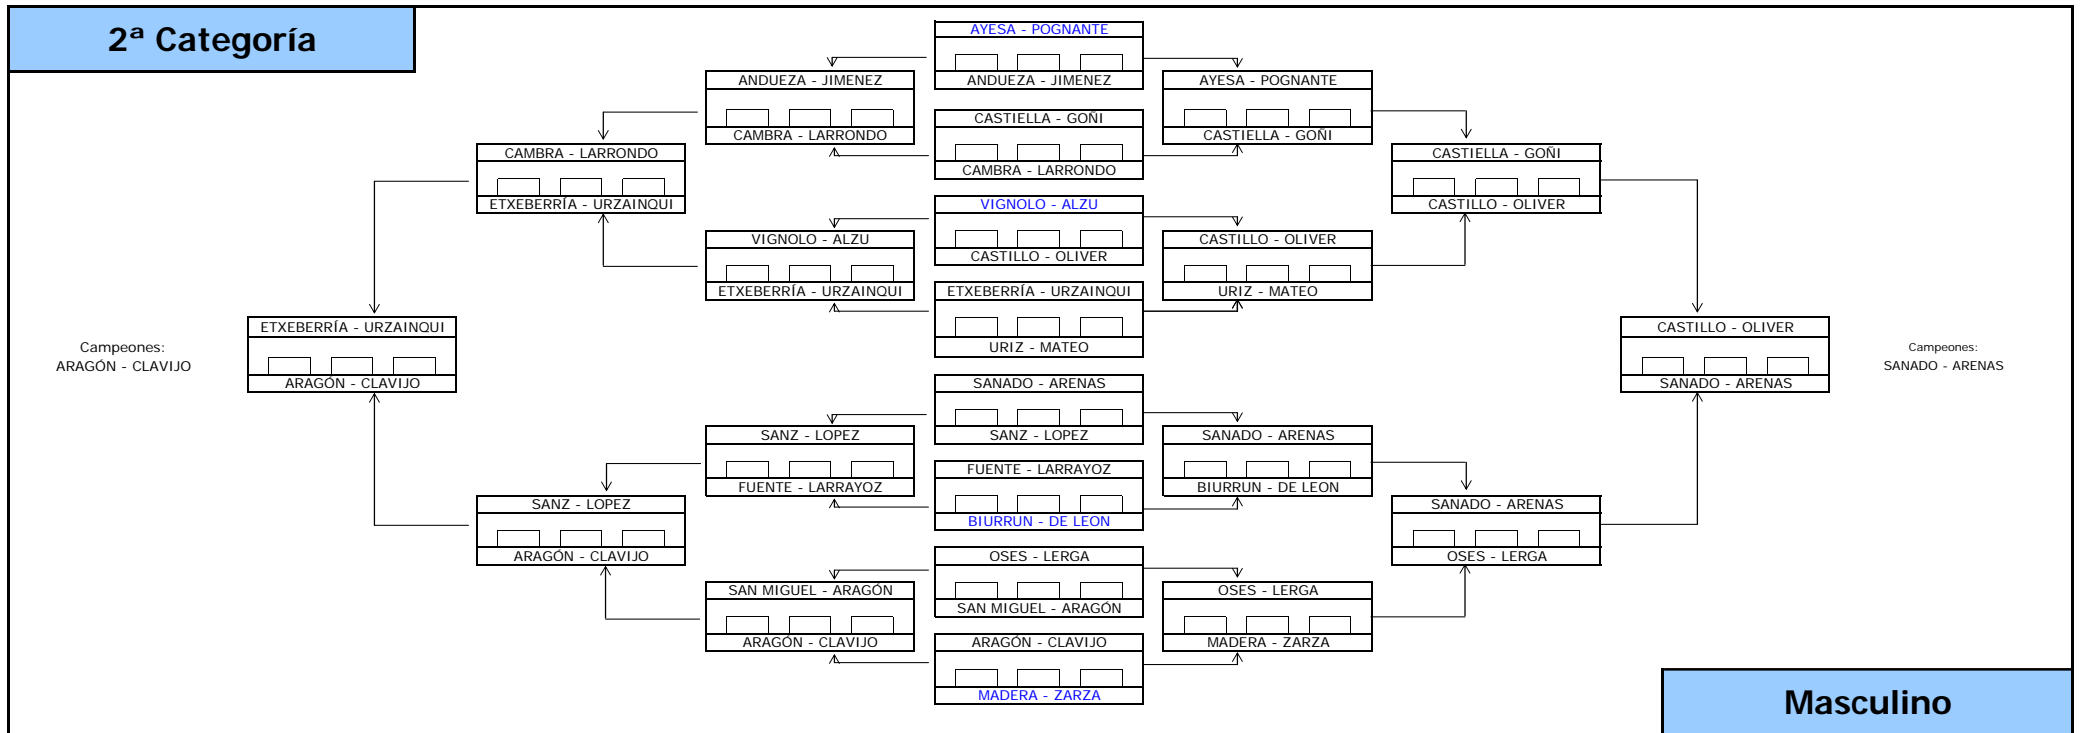 2ª Categoría
AYESA - POGNANTE
ANDUEZA - JIMENEZ
ANDUEZA - JIMENEZ
CAMBRA - LARRONDO
AYESA - POGNANTE
CASTIELLA - GOÑI
CASTIELLA - GOÑI
CAMBRA - LARRONDO
CAMBRA - LARRONDO
ETXEBERRÍA - URZAINQUI
CASTIELLA - GOÑI
CASTILLO - OLIVER
VIGNOLO - ALZU
CASTILLO - OLIVER
VIGNOLO - ALZU
ETXEBERRÍA - URZAINQUI
CASTILLO - OLIVER
URIZ - MATEO
ETXEBERRÍA - URZAINQUI
URIZ - MATEO
ETXEBERRÍA - URZAINQUI
ARAGÓN - CLAVIJO
Campeones:
ARAGÓN - CLAVIJO
CASTILLO - OLIVER
SANADO - ARENAS
Campeones:
SANADO - ARENAS
SANADO - ARENAS
SANZ - LOPEZ
SANZ - LOPEZ
FUENTE - LARRAYOZ
SANADO - ARENAS
BIURRUN - DE LEON
FUENTE - LARRAYOZ
BIURRUN - DE LEON
SANZ - LOPEZ
ARAGÓN - CLAVIJO
SANADO - ARENAS
OSES - LERGA
OSES - LERGA
SAN MIGUEL - ARAGÓN
SAN MIGUEL - ARAGÓN
ARAGÓN - CLAVIJO
OSES - LERGA
MADERA - ZARZA
ARAGÓN - CLAVIJO
MADERA - ZARZA
Masculino